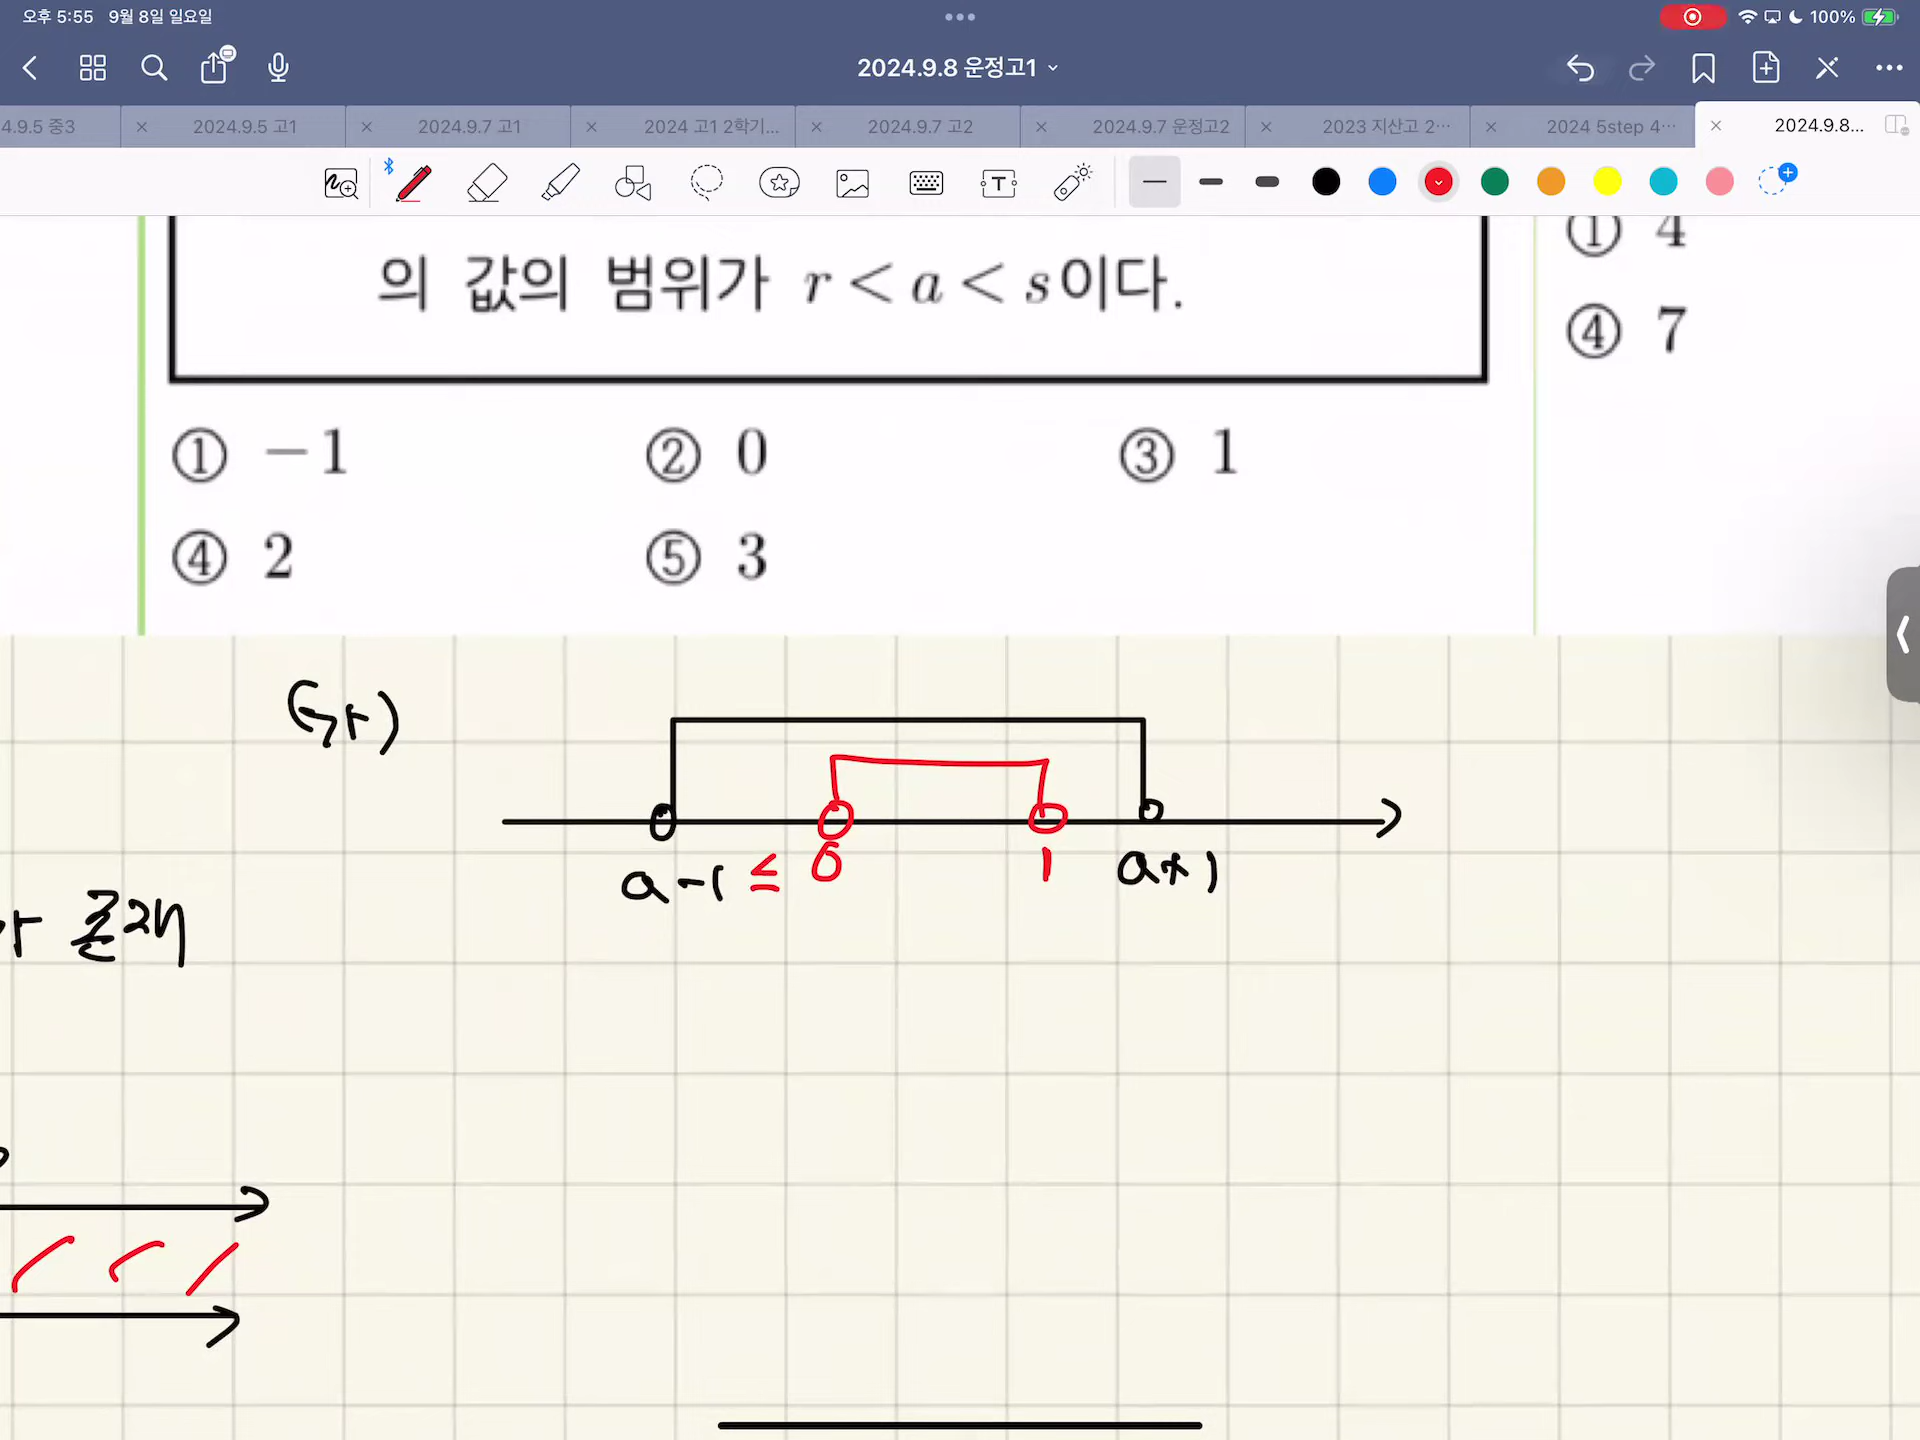 오후 5:55 9월 8일 일요일
100%
2024.9.8 운정고1
4.9.5 중3
2024.9.5 고1
2024.9.7 고1
2024 고1 2학기...
2024.9.7 고2
2024.9.7 운정고2
2023 지산고 2...
2024 5step 4...
2024.9.8...
의 값의 범위가 r < a < s이다.
① -1 ② 0 ③ 1
④ 2 ⑤ 3
① 4
④ 7
a-1 ≤ 0 1 a+1